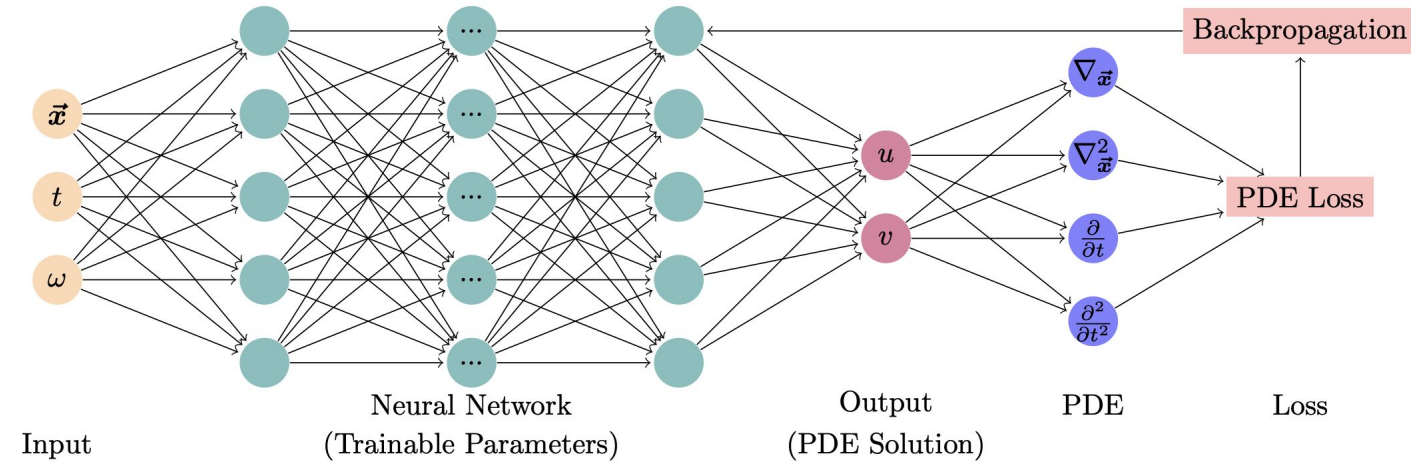 Backpropagation
...
...
...
...
...
x⃗
t
ω
u
v
∇x⃗
∇²x⃗
∂/∂t
∂²/∂t²
PDE Loss
Input
Neural Network
(Trainable Parameters)
Output
(PDE Solution)
PDE
Loss